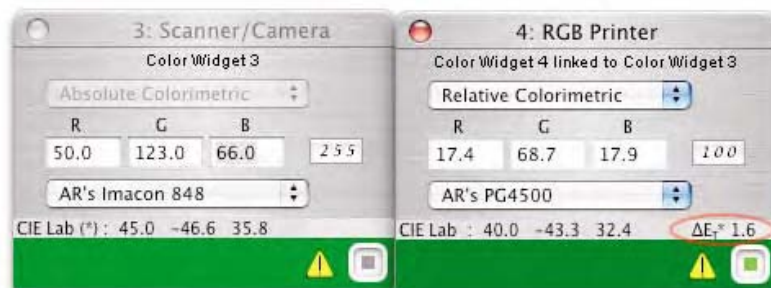 3: Scanner/Camera
Color Widget 3
Absolute Colorimetric
R G B
50.0 123.0 66.0 255
AR's Imacon 848
CIE Lab (*) : 45.0 -46.6 35.8
4: RGB Printer
Color Widget 4 linked to Color Widget 3
Relative Colorimetric
R G B
17.4 68.7 17.9 100
AR's PG4500
CIE Lab : 40.0 -43.3 32.4 ΔE_T* 1.6